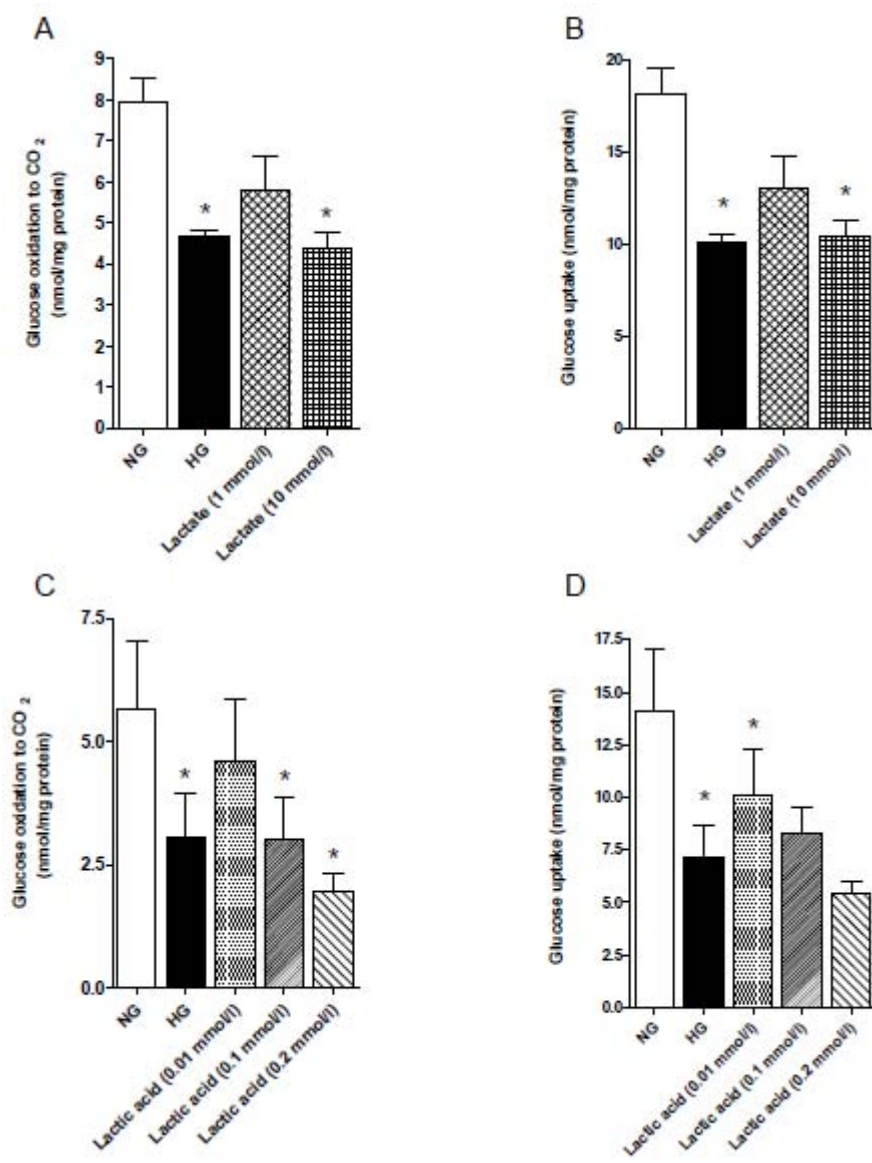 A
Glucose oxidation to CO 2
(nmol/mg protein)
9
8
7
6
5
4
3
2
1
0
*
*
NG
HG
Lactate (1 mmol/l)
Lactate (10 mmol/l)
B
Glucose uptake (nmol/mg protein)
20
15
10
5
0
*
*
NG
HG
Lactate (1 mmol/l)
Lactate (10 mmol/l)
C
Glucose oxidation to CO 2
(nmol/mg protein)
7.5
5.0
2.5
0.0
*
*
*
NG
HG
Lactic acid (0.01 mmol/l)
Lactic acid (0.1 mmol/l)
Lactic acid (0.2 mmol/l)
D
Glucose uptake (nmol/mg protein)
17.5
15.0
12.5
10.0
7.5
5.0
2.5
0.0
*
*
NG
HG
Lactic acid (0.01 mmol/l)
Lactic acid (0.1 mmol/l)
Lactic acid (0.2 mmol/l)